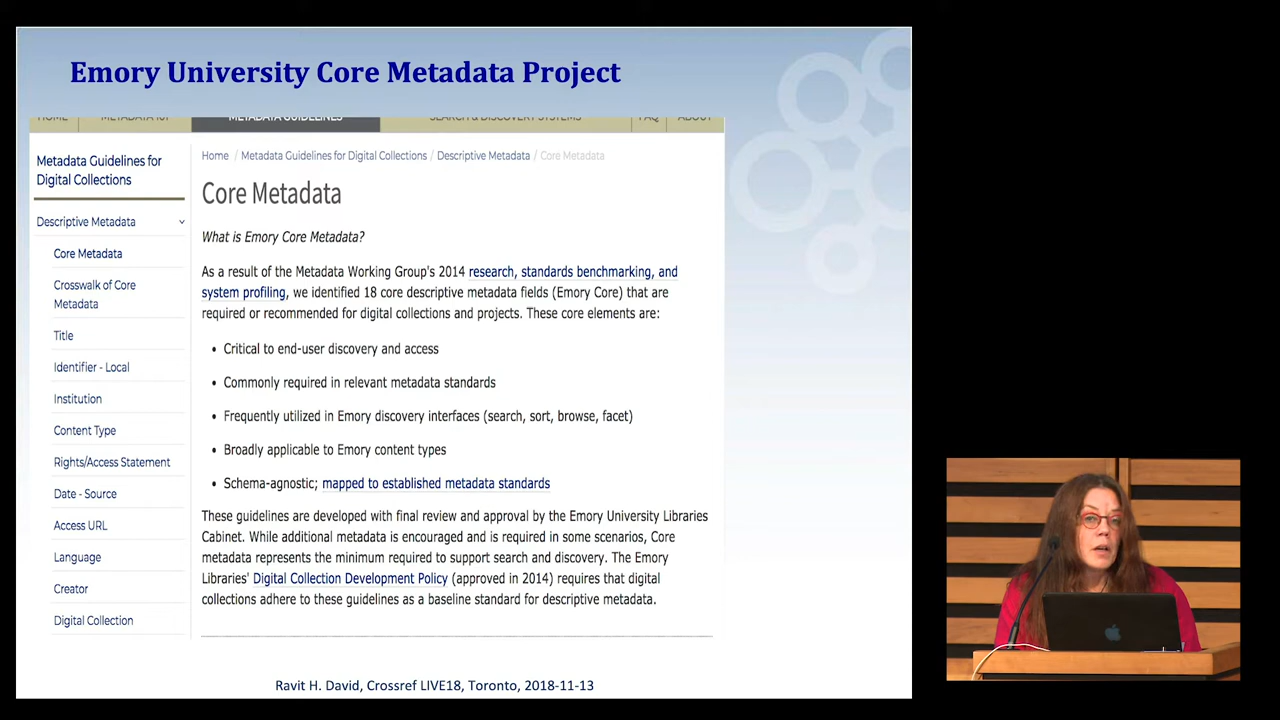 Emory University Core Metadata Project
HOME METADATA 101 METADATA GUIDELINES SEARCH & DISCOVERY SYSTEMS FAQ ABOUT
Metadata Guidelines for
Digital Collections
Descriptive Metadata
Core Metadata
Crosswalk of Core
Metadata
Title
Identifier - Local
Institution
Content Type
Rights/Access Statement
Date - Source
Access URL
Language
Creator
Digital Collection
Home / Metadata Guidelines for Digital Collections / Descriptive Metadata / Core Metadata
Core Metadata
What is Emory Core Metadata?
As a result of the Metadata Working Group's 2014 research, standards benchmarking, and
system profiling, we identified 18 core descriptive metadata fields (Emory Core) that are
required or recommended for digital collections and projects. These core elements are:
• Critical to end-user discovery and access
• Commonly required in relevant metadata standards
• Frequently utilized in Emory discovery interfaces (search, sort, browse, facet)
• Broadly applicable to Emory content types
• Schema-agnostic; mapped to established metadata standards
These guidelines are developed with final review and approval by the Emory University Libraries
Cabinet. While additional metadata is encouraged and is required in some scenarios, Core
metadata represents the minimum required to support search and discovery. The Emory
Libraries' Digital Collection Development Policy (approved in 2014) requires that digital
collections adhere to these guidelines as a baseline standard for descriptive metadata.
Ravit H. David, Crossref LIVE18, Toronto, 2018-11-13